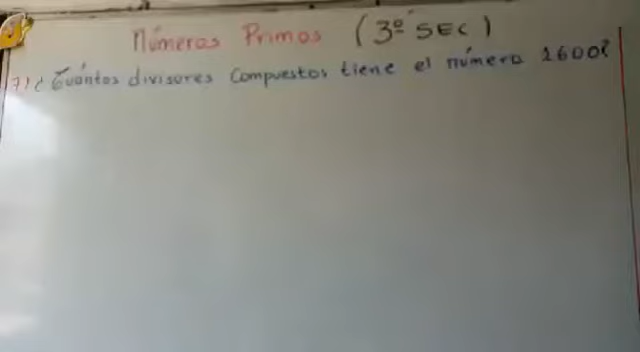 Números Primos (3º SEC)
7) ¿ Cuántos divisores Compuestos tiene el número 1600?